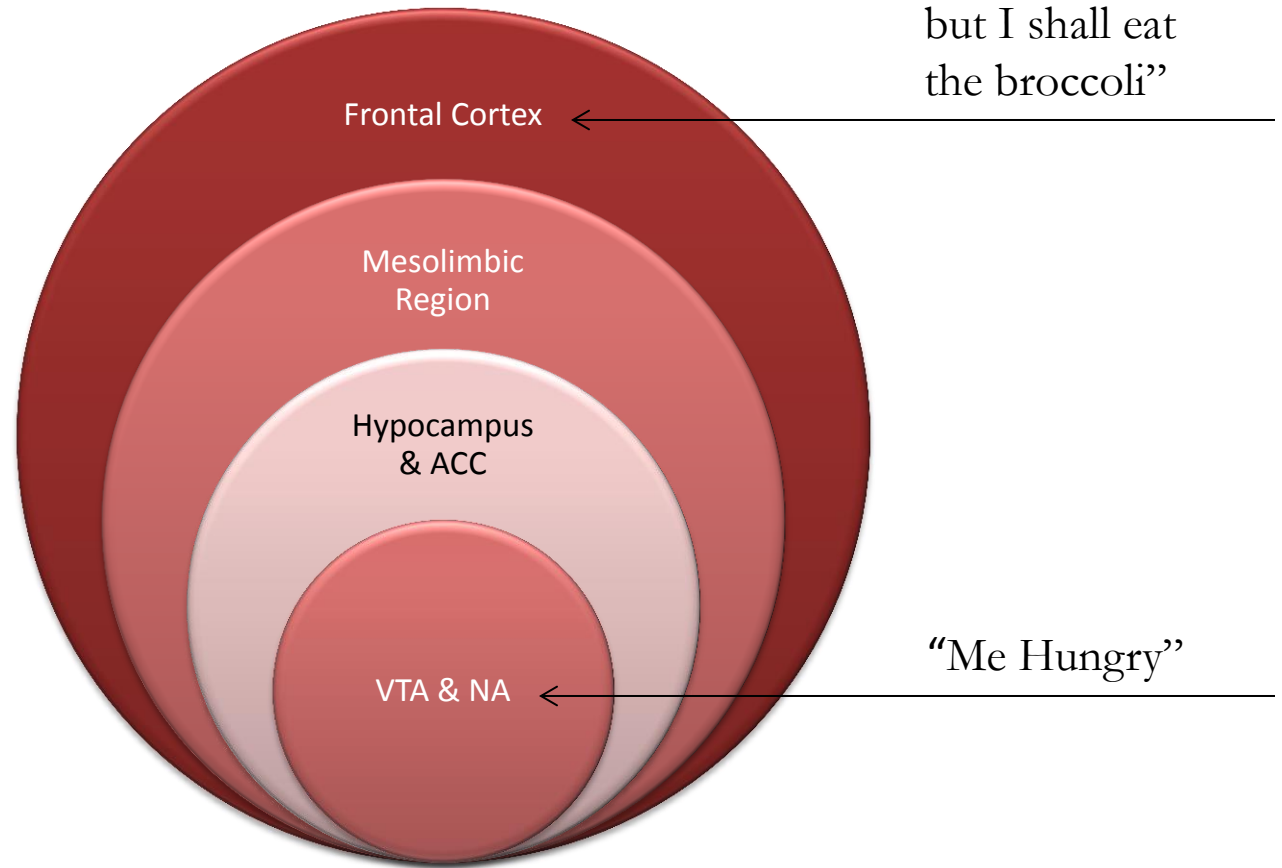 but I shall eat
the broccoli”
Frontal Cortex
Mesolimbic
Region
Hypocampus
& ACC
“Me Hungry”
VTA & NA